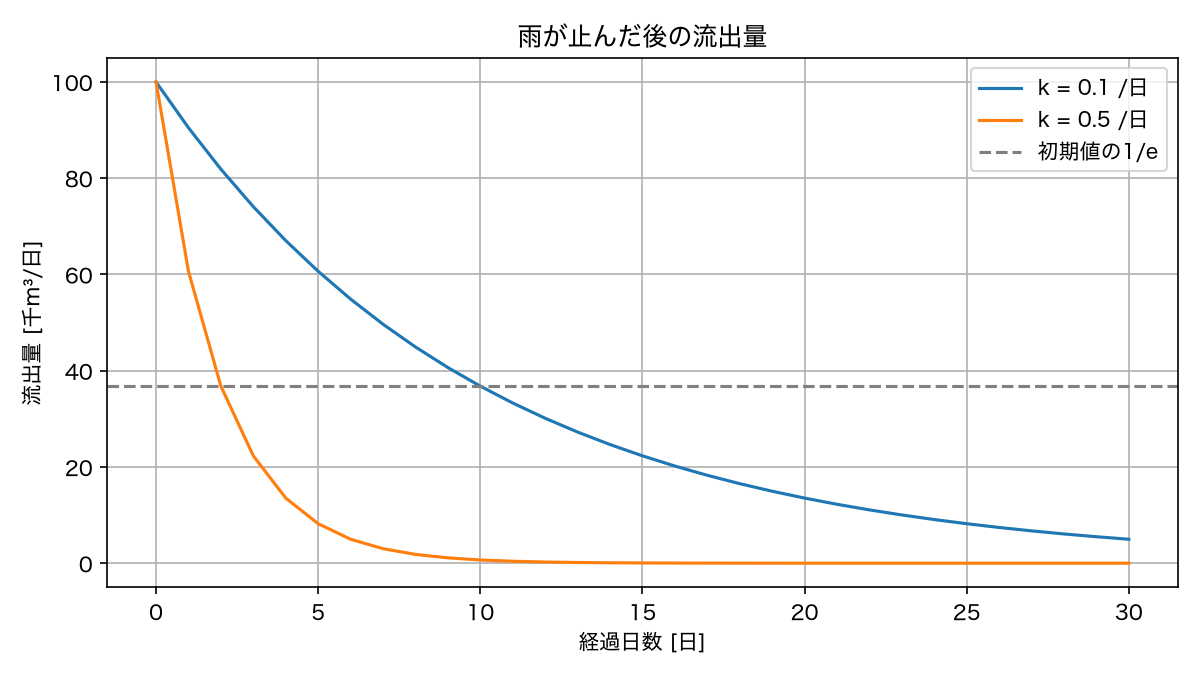 雨が止んだ後の流出量
k = 0.1 /日
k = 0.5 /日
初期値の1/e
流出量 [千m³/日]
100
80
60
40
20
0
0
5
10
15
20
25
30
経過日数 [日]